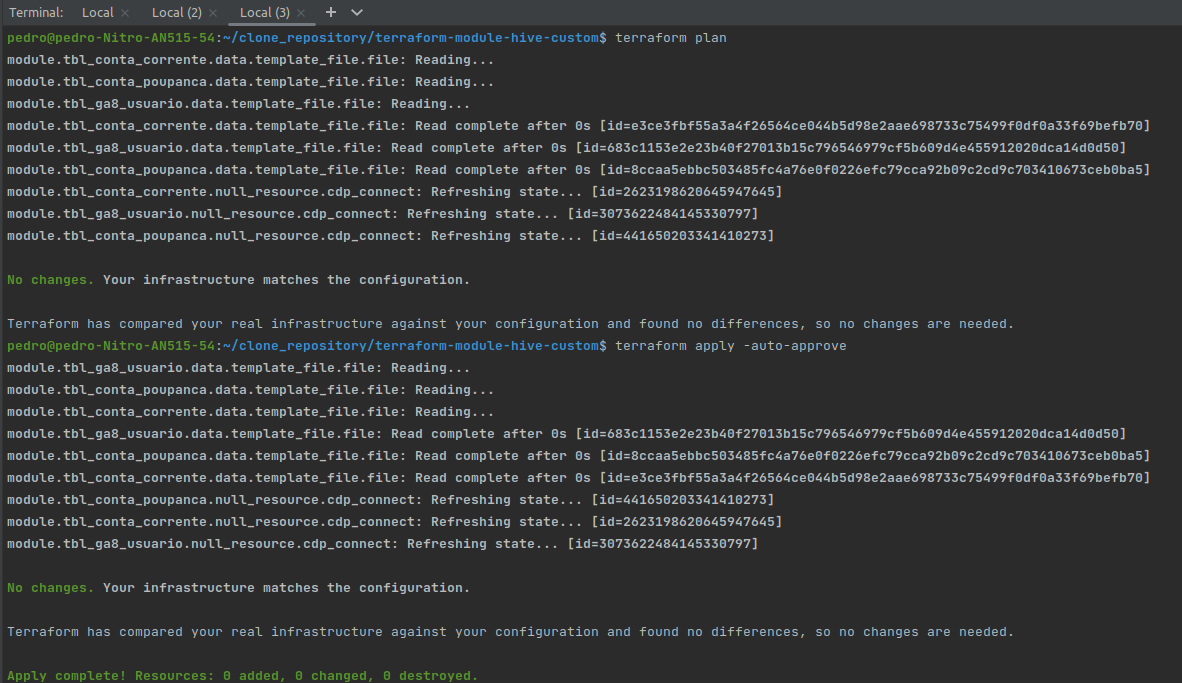 Terminal: Local × Local (2) × Local (3) × +
pedro@pedro-Nitro-AN515-54:~/clone_repository/terraform-module-hive-custom$ terraform plan
module.tbl_conta_corrente.data.template_file.file: Reading...
module.tbl_conta_poupanca.data.template_file.file: Reading...
module.tbl_ga8_usuario.data.template_file.file: Reading...
module.tbl_conta_corrente.data.template_file.file: Read complete after 0s [id=e3ce3fbf55a3a4f26564ce044b5d98e2aae698733c75499f0df0a33f69befb70]
module.tbl_ga8_usuario.data.template_file.file: Read complete after 0s [id=683c1153e2e23b40f27013b15c796546979cf5b609d4e455912020dca14d0d50]
module.tbl_conta_poupanca.data.template_file.file: Read complete after 0s [id=8ccaa5ebbc503485fc4a76e0f0226efc79cca92b09c2cd9c703410673ceb0ba5]
module.tbl_conta_corrente.null_resource.cdp_connect: Refreshing state... [id=2623198620645947645]
module.tbl_ga8_usuario.null_resource.cdp_connect: Refreshing state... [id=3073622484145330797]
module.tbl_conta_poupanca.null_resource.cdp_connect: Refreshing state... [id=441650203341410273]
No changes. Your infrastructure matches the configuration.
Terraform has compared your real infrastructure against your configuration and found no differences, so no changes are needed.
pedro@pedro-Nitro-AN515-54:~/clone_repository/terraform-module-hive-custom$ terraform apply -auto-approve
module.tbl_ga8_usuario.data.template_file.file: Reading...
module.tbl_conta_poupanca.data.template_file.file: Reading...
module.tbl_conta_corrente.data.template_file.file: Reading...
module.tbl_ga8_usuario.data.template_file.file: Read complete after 0s [id=683c1153e2e23b40f27013b15c796546979cf5b609d4e455912020dca14d0d50]
module.tbl_conta_poupanca.data.template_file.file: Read complete after 0s [id=8ccaa5ebbc503485fc4a76e0f0226efc79cca92b09c2cd9c703410673ceb0ba5]
module.tbl_conta_corrente.data.template_file.file: Read complete after 0s [id=e3ce3fbf55a3a4f26564ce044b5d98e2aae698733c75499f0df0a33f69befb70]
module.tbl_conta_poupanca.null_resource.cdp_connect: Refreshing state... [id=441650203341410273]
module.tbl_conta_corrente.null_resource.cdp_connect: Refreshing state... [id=2623198620645947645]
module.tbl_ga8_usuario.null_resource.cdp_connect: Refreshing state... [id=3073622484145330797]
No changes. Your infrastructure matches the configuration.
Terraform has compared your real infrastructure against your configuration and found no differences, so no changes are needed.
Apply complete! Resources: 0 added, 0 changed, 0 destroyed.